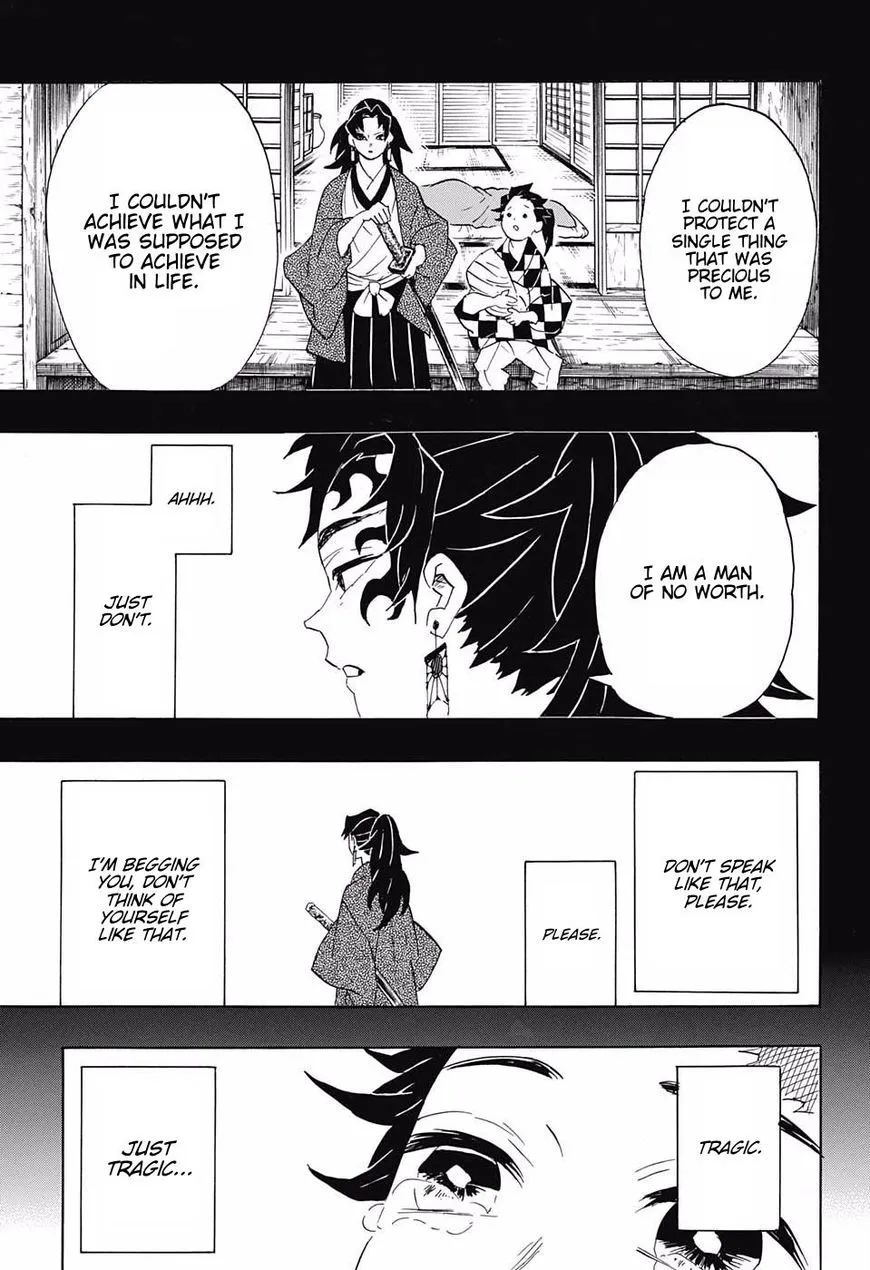 I COULDN'T
PROTECT A
SINGLE THING
THAT WAS
PRECIOUS
TO ME.
I COULDN'T
ACHIEVE WHAT I
WAS SUPPOSED
TO ACHIEVE
IN LIFE.
I AM A MAN
OF NO WORTH.
AHHH.
JUST
DON'T.
DON'T SPEAK
LIKE THAT,
PLEASE.
PLEASE.
I'M BEGGING
YOU, DON'T
THINK OF
YOURSELF
LIKE THAT.
TRAGIC.
JUST
TRAGIC...